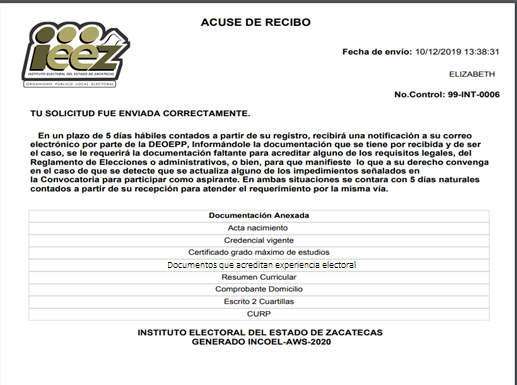 ACUSE DE RECIBO
ieez
INSTITUTO ELECTORAL DEL ESTADO DE ZACATECAS
ORGANISMO PÚBLICO LOCAL ELECTORAL
Fecha de envío: 10/12/2019 13:38:31
ELIZABETH
No.Control: 99-INT-0006
TU SOLICITUD FUE ENVIADA CORRECTAMENTE.
En un plazo de 5 días hábiles contados a partir de su registro, recibirá una notificación a su correo
electrónico por parte de la DEOEPP, Informándole la documentación que se tiene por recibida y de ser
el caso, se le requerirá la documentación faltante para acreditar alguno de los requisitos legales, del
Reglamento de Elecciones o administrativos, o bien, para que manifieste lo que a su derecho convenga
en el caso de que se detecte que se actualiza alguno de los impedimientos señalados en
la Convocatoria para participar como aspirante. En ambas situaciones se contara con 5 días naturales
contados a partir de su recepción para atender el requerimiento por la misma vía.
Documentación Anexada
Acta nacimiento
Credencial vigente
Certificado grado máximo de estudios
Documentos que acreditan experiencia electoral
Resumen Curricular
Comprobante Domicilio
Escrito 2 Cuartillas
CURP
INSTITUTO ELECTORAL DEL ESTADO DE ZACATECAS
GENERADO INCOEL-AWS-2020